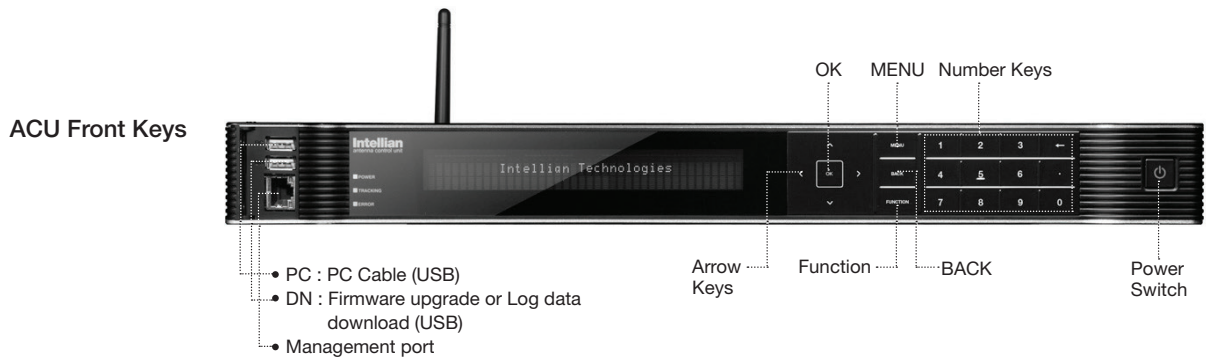 OK MENU Number Keys
ACU Front Keys
Intellian
antenna control unit
POWER
TRACKING
ERROR
Intellian Technologies
OK
MENU
BACK
FUNCTION
1 2 3 ←
4 5 6 .
7 8 9 0
PC : PC Cable (USB)
DN : Firmware upgrade or Log data
download (USB)
Management port
Arrow
Keys
Function
BACK
Power
Switch